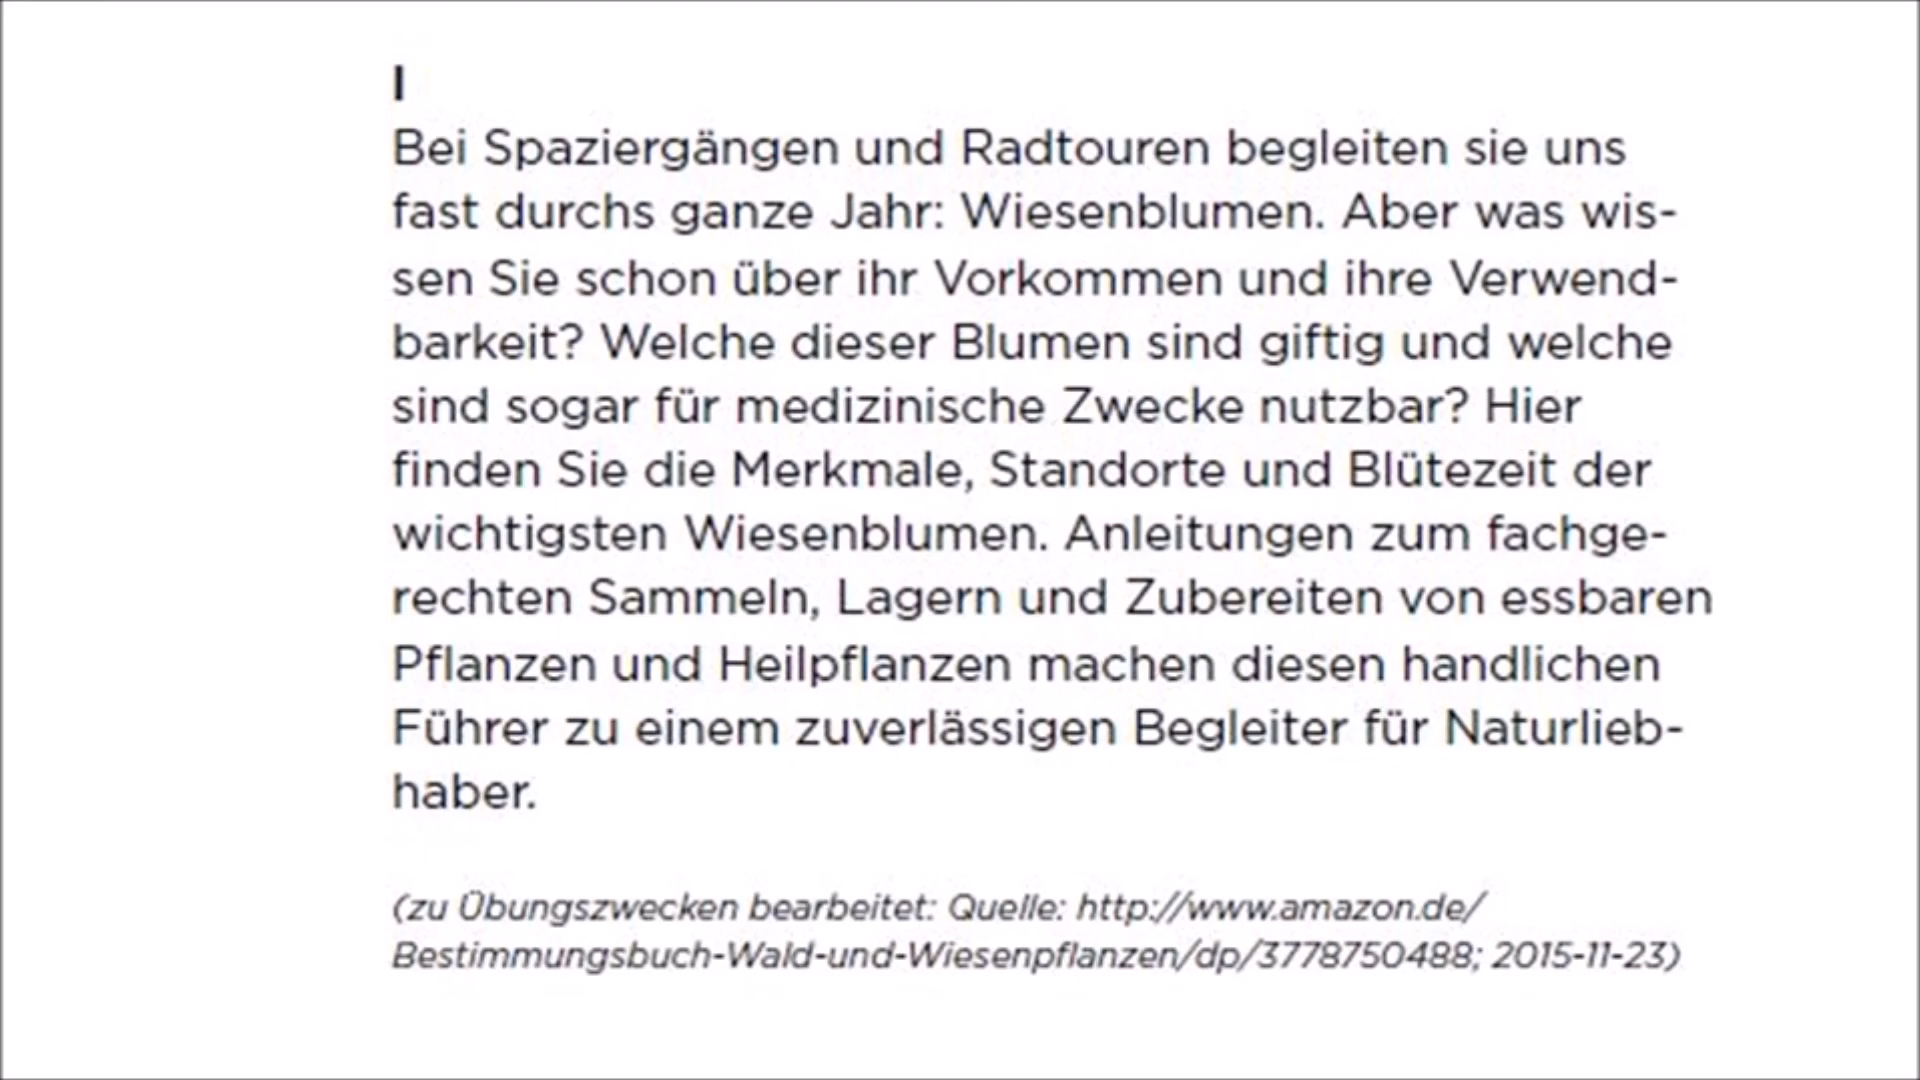 I
Bei Spaziergängen und Radtouren begleiten sie uns
fast durchs ganze Jahr: Wiesenblumen. Aber was wis-
sen Sie schon über ihr Vorkommen und ihre Verwend-
barkeit? Welche dieser Blumen sind giftig und welche
sind sogar für medizinische Zwecke nutzbar? Hier
finden Sie die Merkmale, Standorte und Blütezeit der
wichtigsten Wiesenblumen. Anleitungen zum fachge-
rechten Sammeln, Lagern und Zubereiten von essbaren
Pflanzen und Heilpflanzen machen diesen handlichen
Führer zu einem zuverlässigen Begleiter für Naturlieb-
haber.
(zu Übungszwecken bearbeitet: Quelle: http://www.amazon.de/
Bestimmungsbuch-Wald-und-Wiesenpflanzen/dp/3778750488; 2015-11-23)